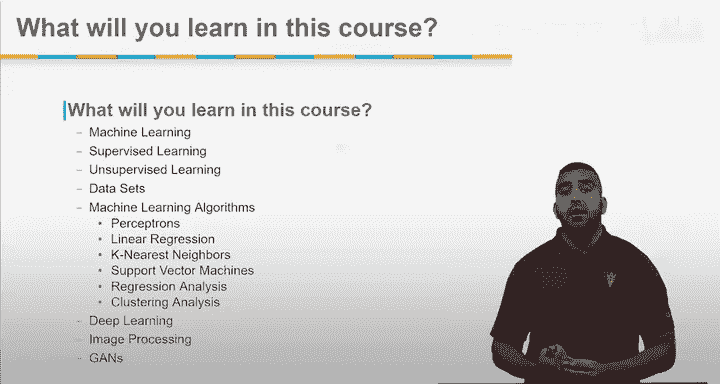 What will you learn in this course?
What will you learn in this course?
– Machine Learning
– Supervised Learning
– Unsupervised Learning
– Data Sets
– Machine Learning Algorithms
• Perceptrons
• Linear Regression
• K-Nearest Neighbors
• Support Vector Machines
• Regression Analysis
• Clustering Analysis
– Deep Learning
– Image Processing
– GANs